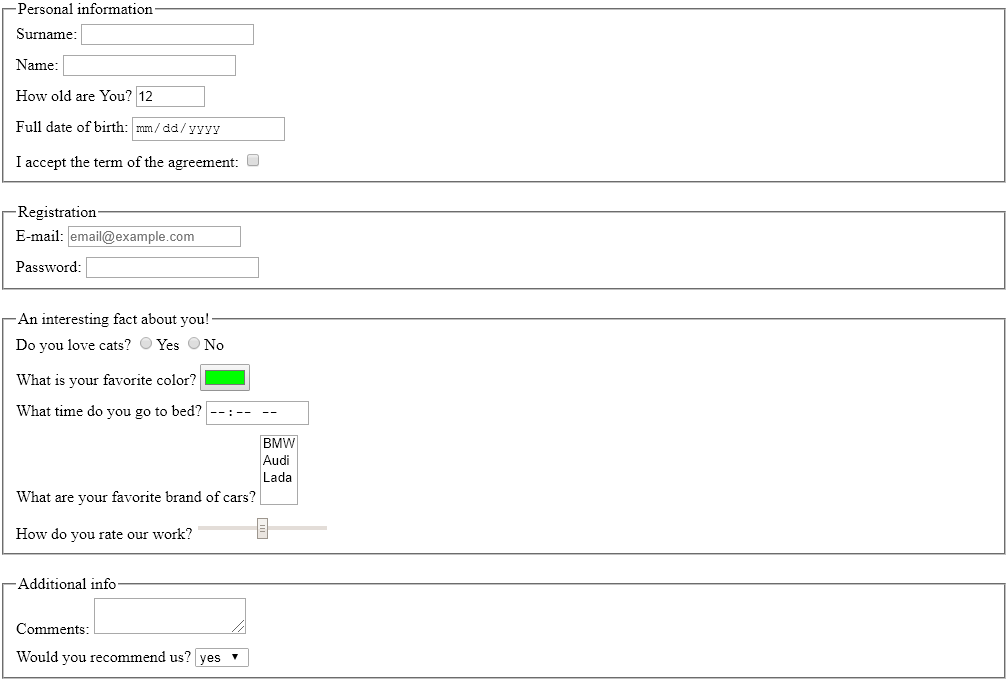 Personal information
Surname:
Name:
How old are You? 12
Full date of birth: mm/dd/yyyy
I accept the term of the agreement:
Registration
E-mail: email@example.com
Password:
An interesting fact about you!
Do you love cats? Yes No
What is your favorite color?
What time do you go to bed? --:-- --
BMW
Audi
Lada
What are your favorite brand of cars?
How do you rate our work?
Additional info
Comments:
Would you recommend us? yes